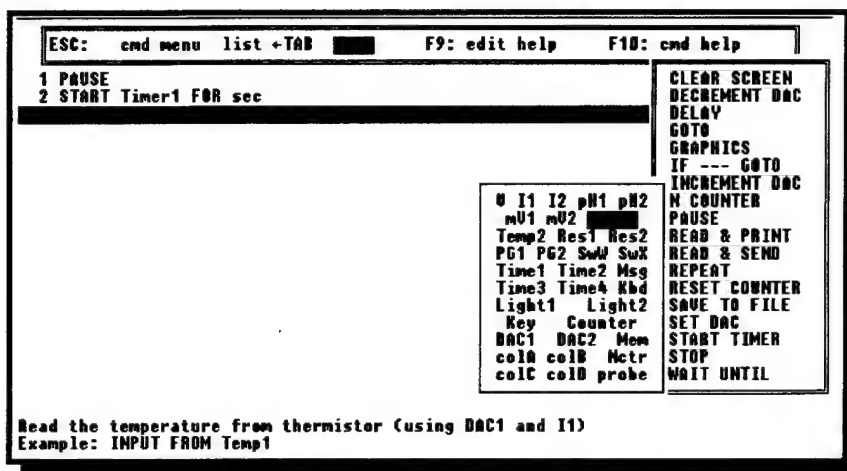 ESC: cmd menu list ←TAB F9: edit help F10: cmd help
1 PAUSE
2 START Timer1 FOR sec
CLEAR SCREEN
DECREMENT DAC
DELAY
GOTO
GRAPHICS
IF --- GOTO
INCREMENT DAC
N COUNTER
PAUSE
READ & PRINT
READ & SEND
REPEAT
RESET COUNTER
SAVE TO FILE
SET DAC
START TIMER
STOP
WAIT UNTIL
V I1 I2 pH1 pH2
mV1 mV2
Temp2 Res1 Res2
PG1 PG2 SwW SwX
Time1 Time2 Msg
Time3 Time4 Kbd
Light1 Light2
Key Counter
DAC1 DAC2 Mem
colA colB Nctr
colC colD probe
Read the temperature from thermistor (using DAC1 and I1)
Example: INPUT FROM Temp1